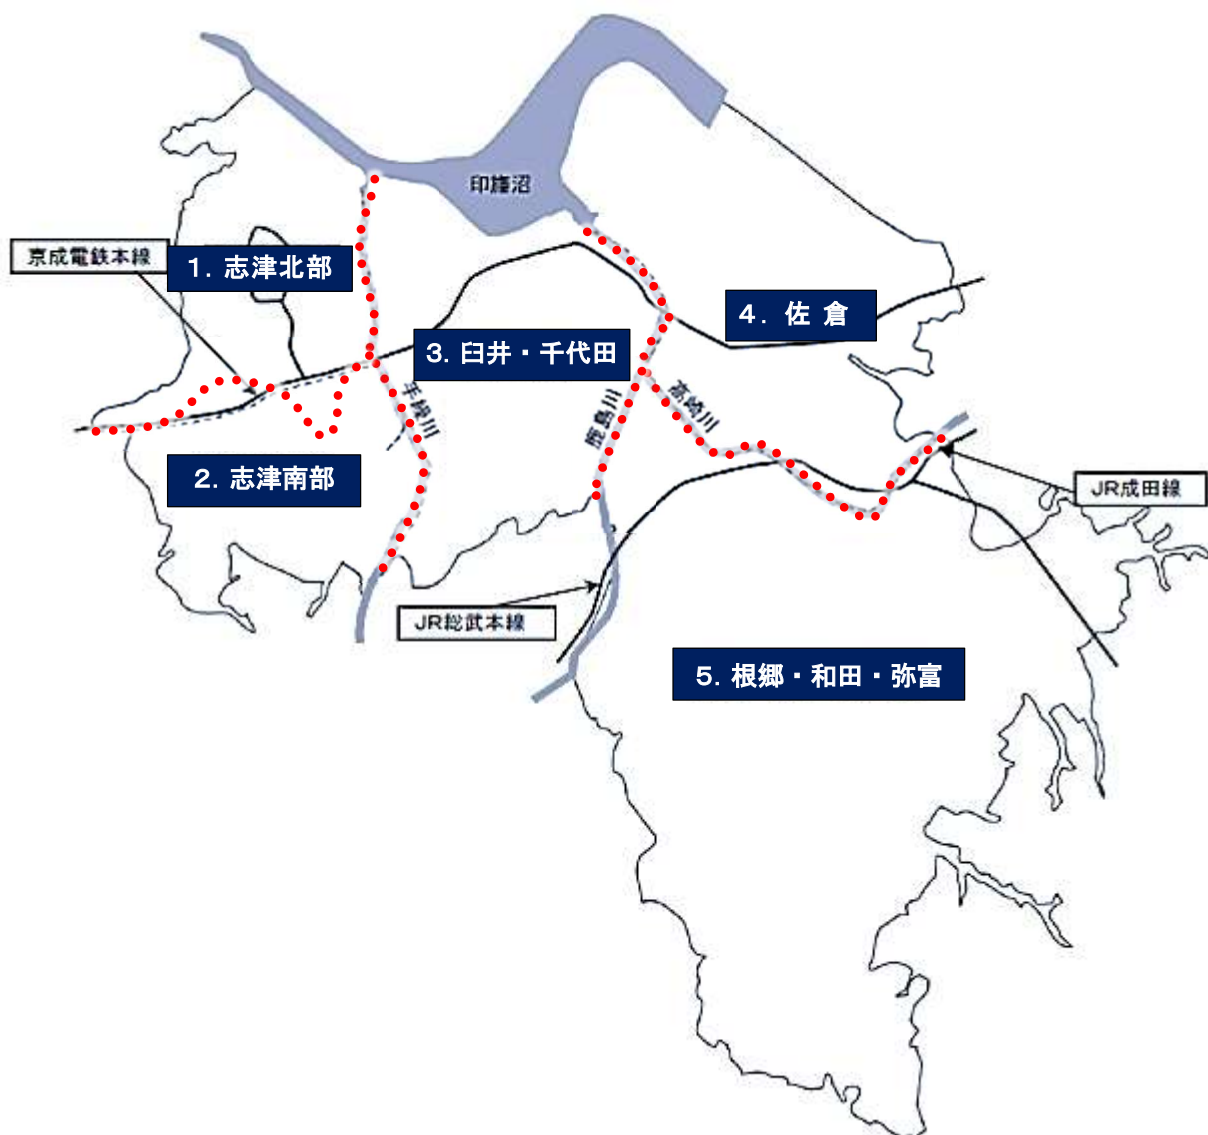 印旛沼
京成電鉄本線
1. 志津北部
4. 佐 倉
3. 臼井・千代田
手繰川
鹿島川
高崎川
2. 志津南部
JR成田線
JR総武本線
5. 根郷・和田・弥富